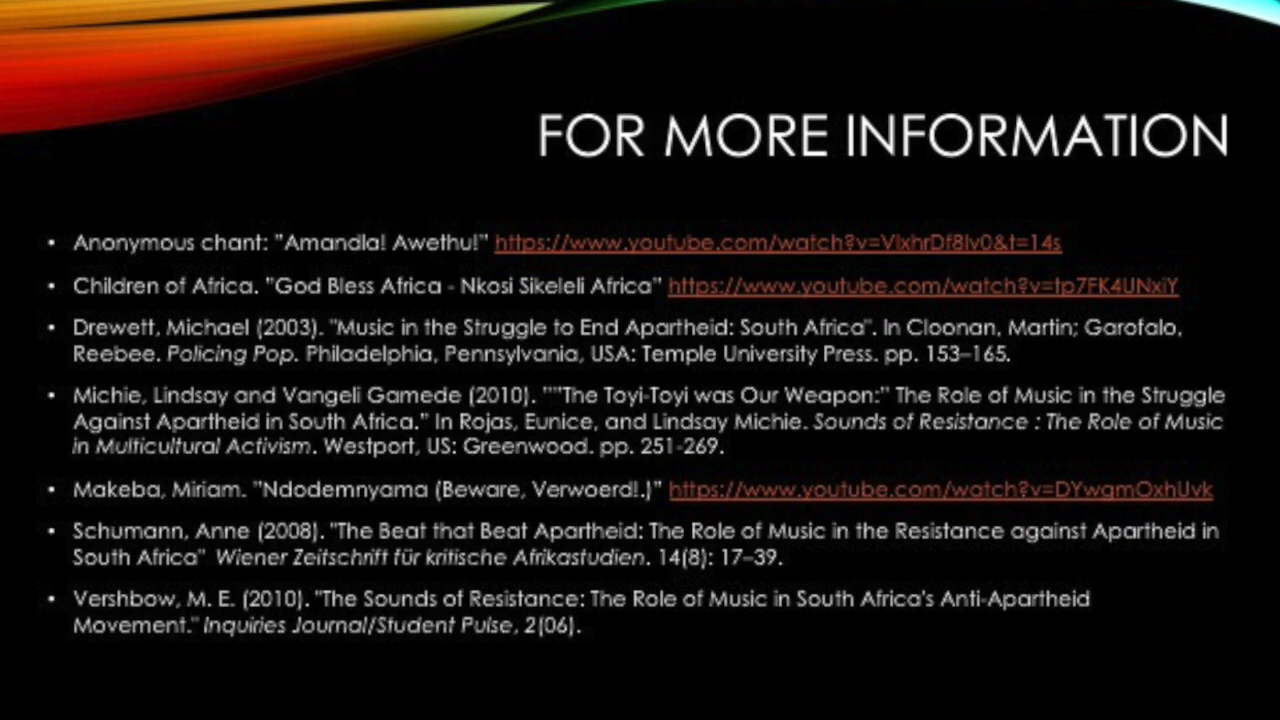 FOR MORE INFORMATION
• Anonymous chant: "Amandla! Awethu!" https://www.youtube.com/watch?v=VlxhrDf8lv0&t=14s
• Children of Africa. "God Bless Africa - Nkosi Sikeleli Africa" https://www.youtube.com/watch?v=tp7FK4UNxiY
• Drewett, Michael (2003). "Music in the Struggle to End Apartheid: South Africa". In Cloonan, Martin; Garofalo,
Reebee. Policing Pop. Philadelphia, Pennsylvania, USA: Temple University Press. pp. 153–165.
• Michie, Lindsay and Vangeli Gamede (2010). ""The Toyi-Toyi was Our Weapon:" The Role of Music in the Struggle
Against Apartheid in South Africa." In Rojas, Eunice, and Lindsay Michie. Sounds of Resistance : The Role of Music
in Multicultural Activism. Westport, US: Greenwood. pp. 251-269.
• Makeba, Miriam. "Ndodemnyama (Beware, Verwoerd!.)" https://www.youtube.com/watch?v=DYwgmOxhUvk
• Schumann, Anne (2008). "The Beat that Beat Apartheid: The Role of Music in the Resistance against Apartheid in
South Africa" Wiener Zeitschrift für kritische Afrikastudien. 14(8): 17–39.
• Vershbow, M. E. (2010). "The Sounds of Resistance: The Role of Music in South Africa's Anti-Apartheid
Movement." Inquiries Journal/Student Pulse, 2(06).